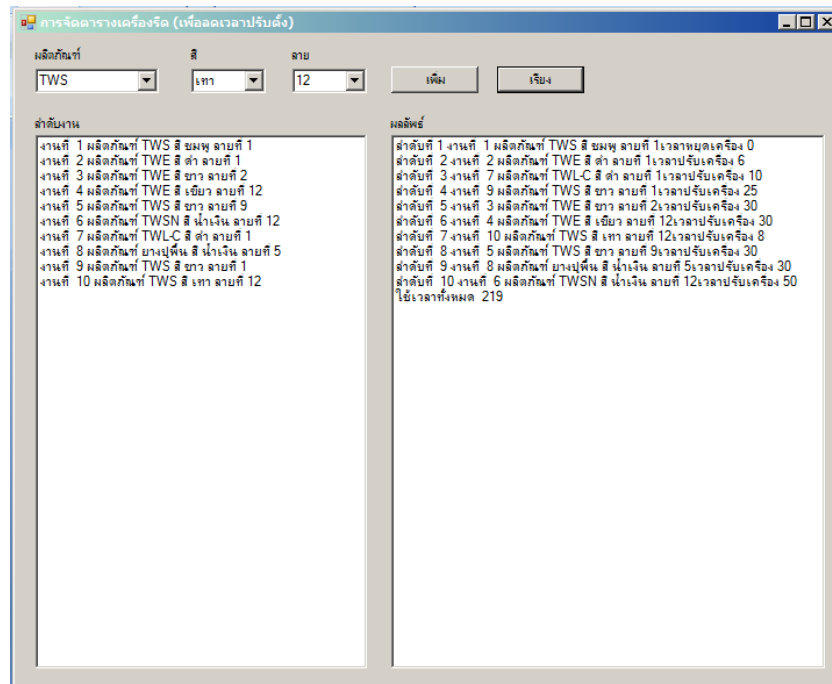 การจัดตารางเครื่องรีด (เพื่อลดเวลาปรับตั้ง)
ผลิตภัณฑ์ สี ลาย
TWS เทา 12 เพิ่ม เรียง
ลำดับงาน
งานที่ 1 ผลิตภัณฑ์ TWS สี ชมพู ลายที่ 1
งานที่ 2 ผลิตภัณฑ์ TWE สี ดำ ลายที่ 1
งานที่ 3 ผลิตภัณฑ์ TWE สี ขาว ลายที่ 2
งานที่ 4 ผลิตภัณฑ์ TWE สี เขียว ลายที่ 12
งานที่ 5 ผลิตภัณฑ์ TWS สี ขาว ลายที่ 9
งานที่ 6 ผลิตภัณฑ์ TWSN สี น้ำเงิน ลายที่ 12
งานที่ 7 ผลิตภัณฑ์ TWL-C สี ดำ ลายที่ 1
งานที่ 8 ผลิตภัณฑ์ ยางปูพื้น สี น้ำเงิน ลายที่ 5
งานที่ 9 ผลิตภัณฑ์ TWS สี ขาว ลายที่ 1
งานที่ 10 ผลิตภัณฑ์ TWS สี เทา ลายที่ 12
ผลลัพธ์
ลำดับที่ 1 งานที่ 1 ผลิตภัณฑ์ TWS สี ชมพู ลายที่ 1เวลาหยุดเครื่อง 0
ลำดับที่ 2 งานที่ 2 ผลิตภัณฑ์ TWE สี ดำ ลายที่ 1เวลาปรับเครื่อง 6
ลำดับที่ 3 งานที่ 7 ผลิตภัณฑ์ TWL-C สี ดำ ลายที่ 1เวลาปรับเครื่อง 10
ลำดับที่ 4 งานที่ 9 ผลิตภัณฑ์ TWS สี ขาว ลายที่ 1เวลาปรับเครื่อง 25
ลำดับที่ 5 งานที่ 3 ผลิตภัณฑ์ TWE สี ขาว ลายที่ 2เวลาปรับเครื่อง 30
ลำดับที่ 6 งานที่ 4 ผลิตภัณฑ์ TWE สี เขียว ลายที่ 12เวลาปรับเครื่อง 30
ลำดับที่ 7 งานที่ 10 ผลิตภัณฑ์ TWS สี เทา ลายที่ 12เวลาปรับเครื่อง 8
ลำดับที่ 8 งานที่ 5 ผลิตภัณฑ์ TWS สี ขาว ลายที่ 9เวลาปรับเครื่อง 30
ลำดับที่ 9 งานที่ 8 ผลิตภัณฑ์ ยางปูพื้น สี น้ำเงิน ลายที่ 5เวลาปรับเครื่อง 30
ลำดับที่ 10 งานที่ 6 ผลิตภัณฑ์ TWSN สี น้ำเงิน ลายที่ 12เวลาปรับเครื่อง 50
ใช้เวลาทั้งหมด 219